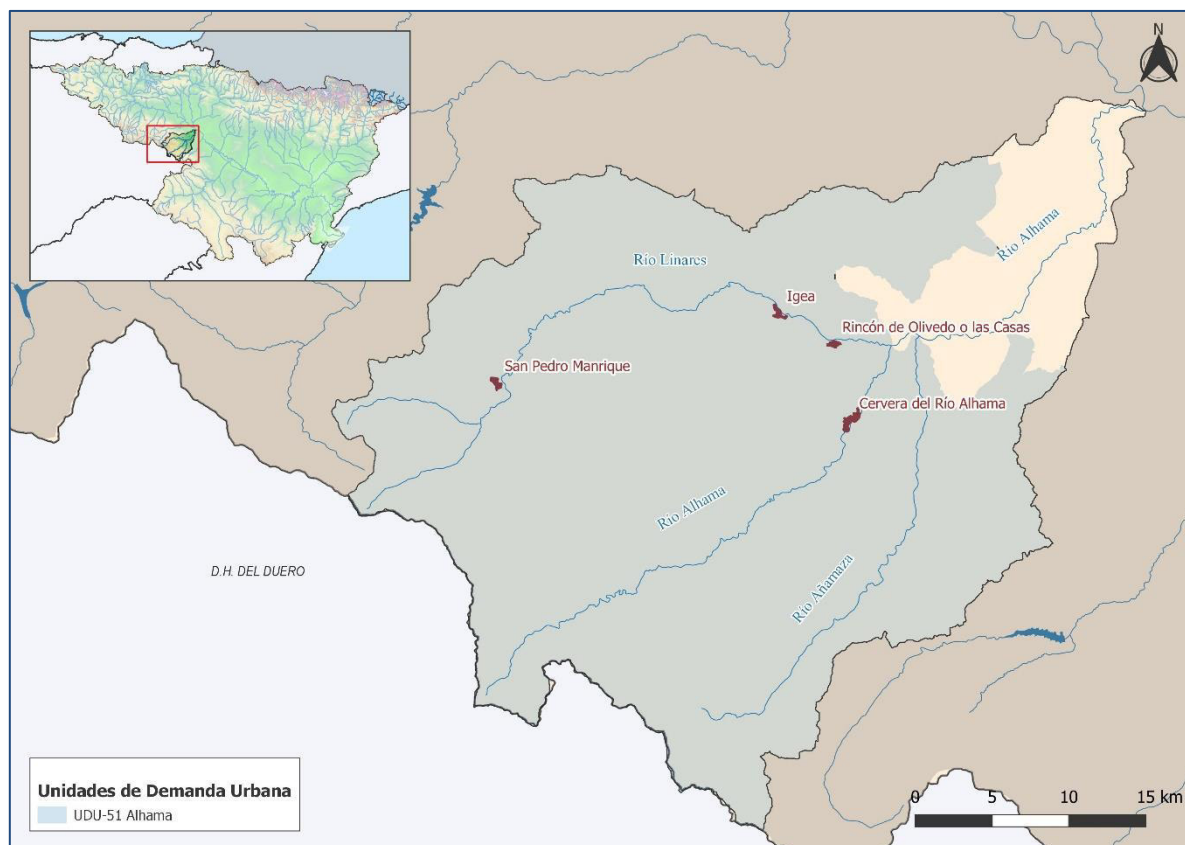 N
Río Alhama
Río Linares
Igea
Rincón de Olivedo o las Casas
San Pedro Manrique
Cervera del Río Alhama
Río Alhama
Río Añamaza
D.H. DEL DUERO
Unidades de Demanda Urbana
UDU-51 Alhama
0 5 10 15 km